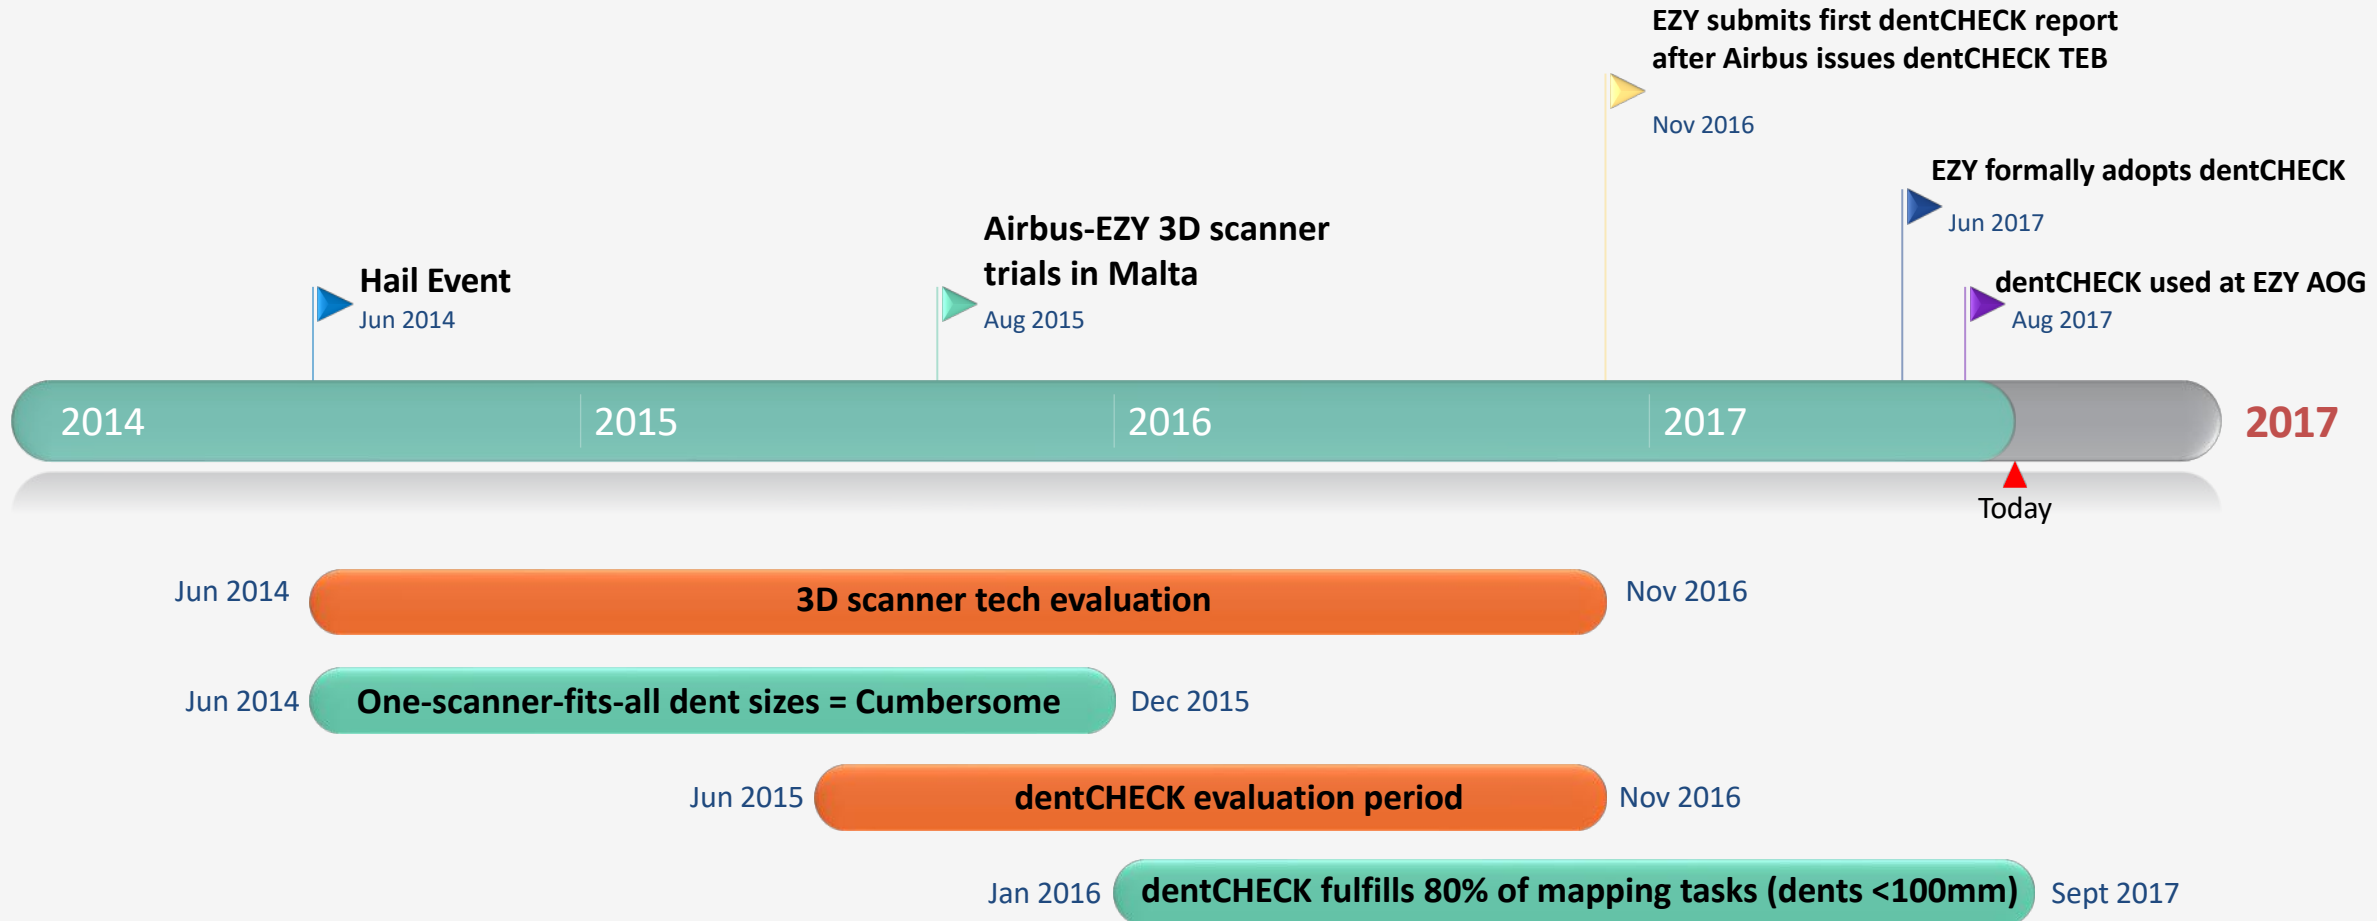 EZY submits first dentCHECK report
after Airbus issues dentCHECK TEB
Nov 2016
EZY formally adopts dentCHECK
Jun 2017
Airbus-EZY 3D scanner
trials in Malta
Aug 2015
Hail Event
Jun 2014
dentCHECK used at EZY AOG
Aug 2017
2014
2015
2016
2017
2017
Today
Jun 2014
3D scanner tech evaluation
Nov 2016
Jun 2014
One-scanner-fits-all dent sizes = Cumbersome
Dec 2015
Jun 2015
dentCHECK evaluation period
Nov 2016
Jan 2016
dentCHECK fulfills 80% of mapping tasks (dents <100mm)
Sept 2017